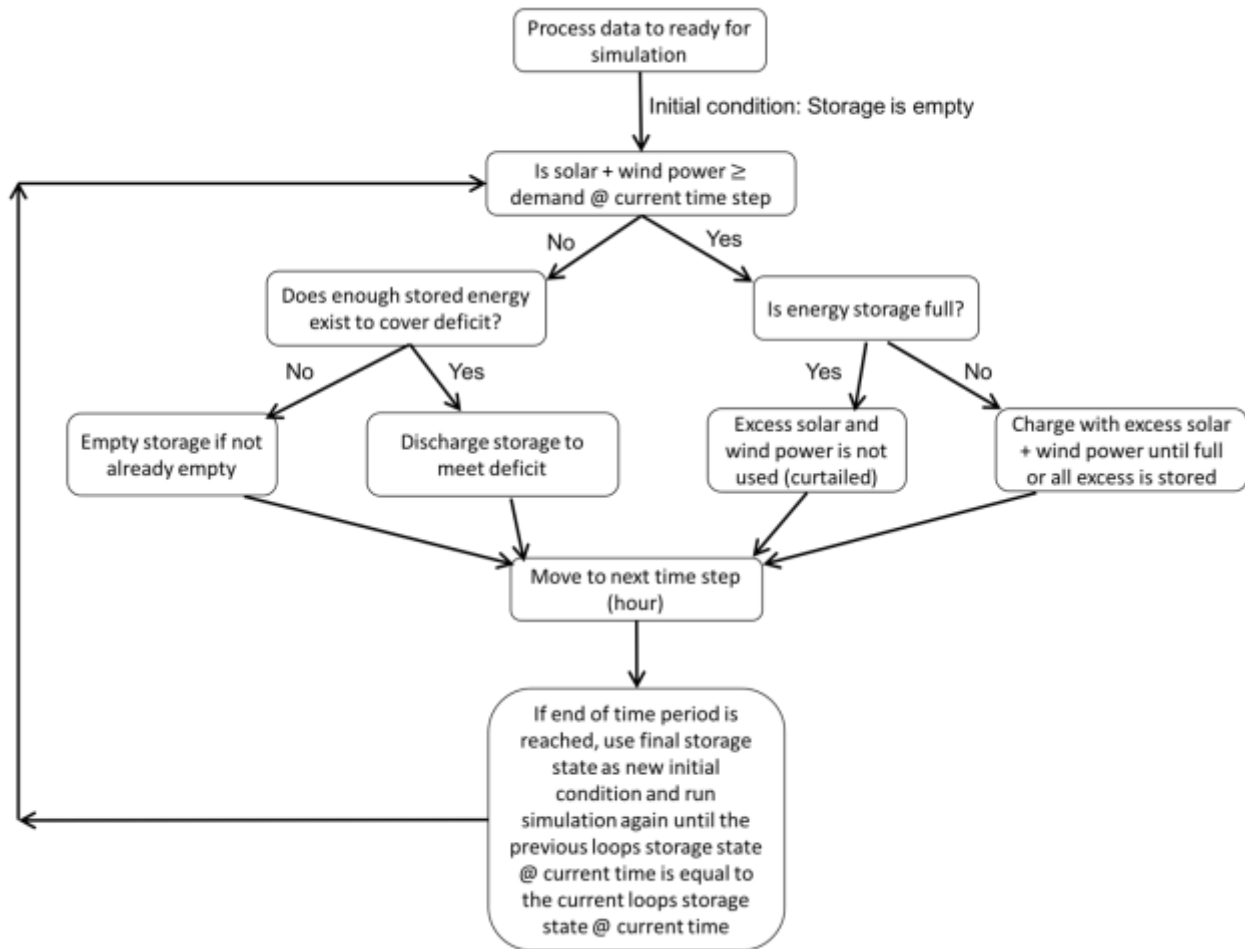 Process data to ready for
simulation
Initial condition: Storage is empty
Is solar + wind power ≥
demand @ current time step
No
Yes
Does enough stored energy
exist to cover deficit?
Is energy storage full?
No
Yes
Yes
No
Empty storage if not
already empty
Discharge storage to
meet deficit
Excess solar and
wind power is not
used (curtailed)
Charge with excess solar
+ wind power until full
or all excess is stored
Move to next time step
(hour)
If end of time period is
reached, use final storage
state as new initial
condition and run
simulation again until the
previous loops storage state
@ current time is equal to
the current loops storage
state @ current time